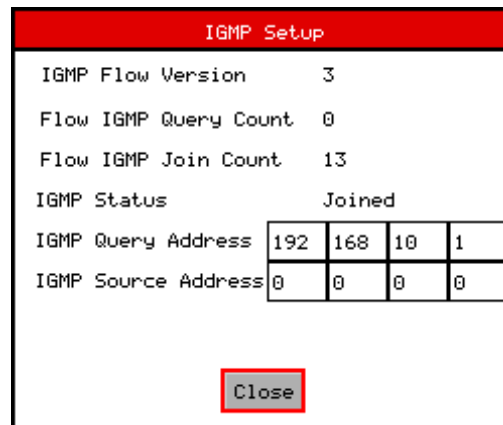 IGMP Setup
IGMP Flow Version 3
Flow IGMP Query Count 0
Flow IGMP Join Count 13
IGMP Status Joined
IGMP Query Address 192 168 10 1
IGMP Source Address 0 0 0 0
Close